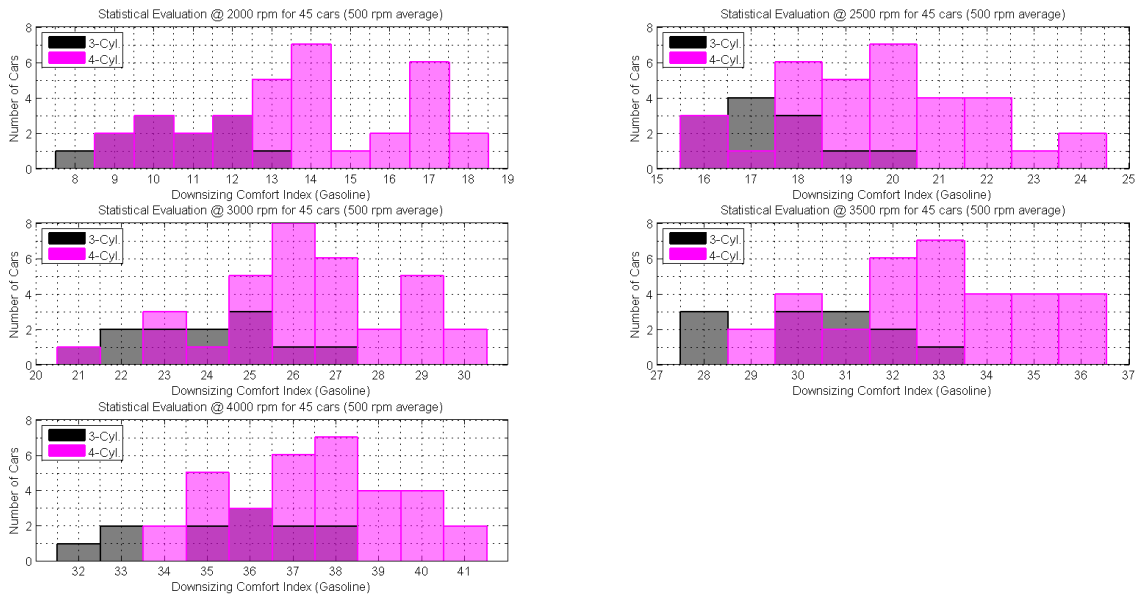 Statistical Evaluation @ 2000 rpm for 45 cars (500 rpm average)
8
6
4
2
0
Number of Cars
3-Cyl.
4-Cyl.
8 9 10 11 12 13 14 15 16 17 18 19
Downsizing Comfort Index (Gasoline)
Statistical Evaluation @ 2500 rpm for 45 cars (500 rpm average)
8
6
4
2
0
Number of Cars
3-Cyl.
4-Cyl.
15 16 17 18 19 20 21 22 23 24 25
Downsizing Comfort Index (Gasoline)
Statistical Evaluation @ 3000 rpm for 45 cars (500 rpm average)
8
6
4
2
0
Number of Cars
3-Cyl.
4-Cyl.
20 21 22 23 24 25 26 27 28 29 30
Downsizing Comfort Index (Gasoline)
Statistical Evaluation @ 3500 rpm for 45 cars (500 rpm average)
8
6
4
2
0
Number of Cars
3-Cyl.
4-Cyl.
27 28 29 30 31 32 33 34 35 36 37
Downsizing Comfort Index (Gasoline)
Statistical Evaluation @ 4000 rpm for 45 cars (500 rpm average)
8
6
4
2
0
Number of Cars
3-Cyl.
4-Cyl.
32 33 34 35 36 37 38 39 40 41
Downsizing Comfort Index (Gasoline)